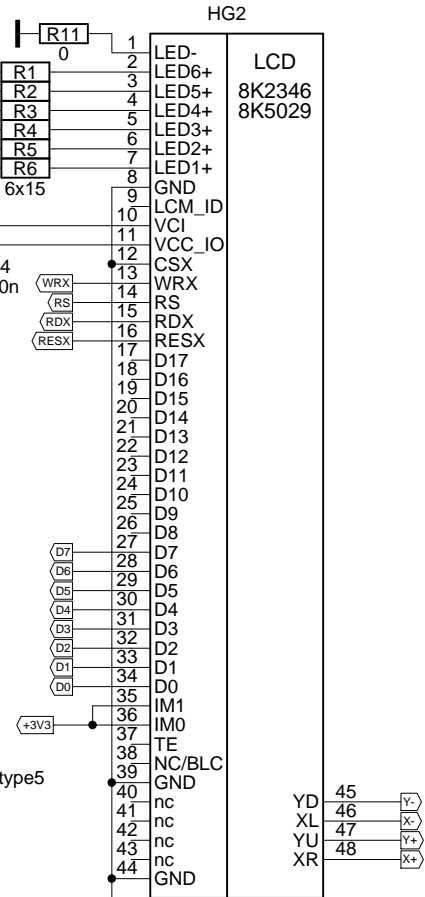 HG2
R11
0
1 LED-
2 LED6+
3 LED5+
4 LED4+
5 LED3+
6 LED2+
7 LED1+
8 GND
9 LCM_ID
10 VCI
11 VCC_IO
12 CSX
13 WRX
14 RS
15 RDX
16 RESX
17 D17
18 D16
19 D15
20 D14
21 D13
22 D12
23 D11
24 D10
25 D9
26 D8
27 D7
28 D6
29 D5
30 D4
31 D3
32 D2
33 D1
34 D0
35 IM1
36 IM0
37 TE
38 NC/BLC
39 GND
40 nc
41 nc
42 nc
43 nc
44 GND
LCD
8K2346
8K5029
R1
R2
R3
R4
R5
R6
6x15
4
0n
WRX
RS
RDX
RESX
D7
D6
D5
D4
D3
D2
D1
D0
+3V3
type5
YD 45 Y-
XL 46 X-
YU 47 Y+
XR 48 X+